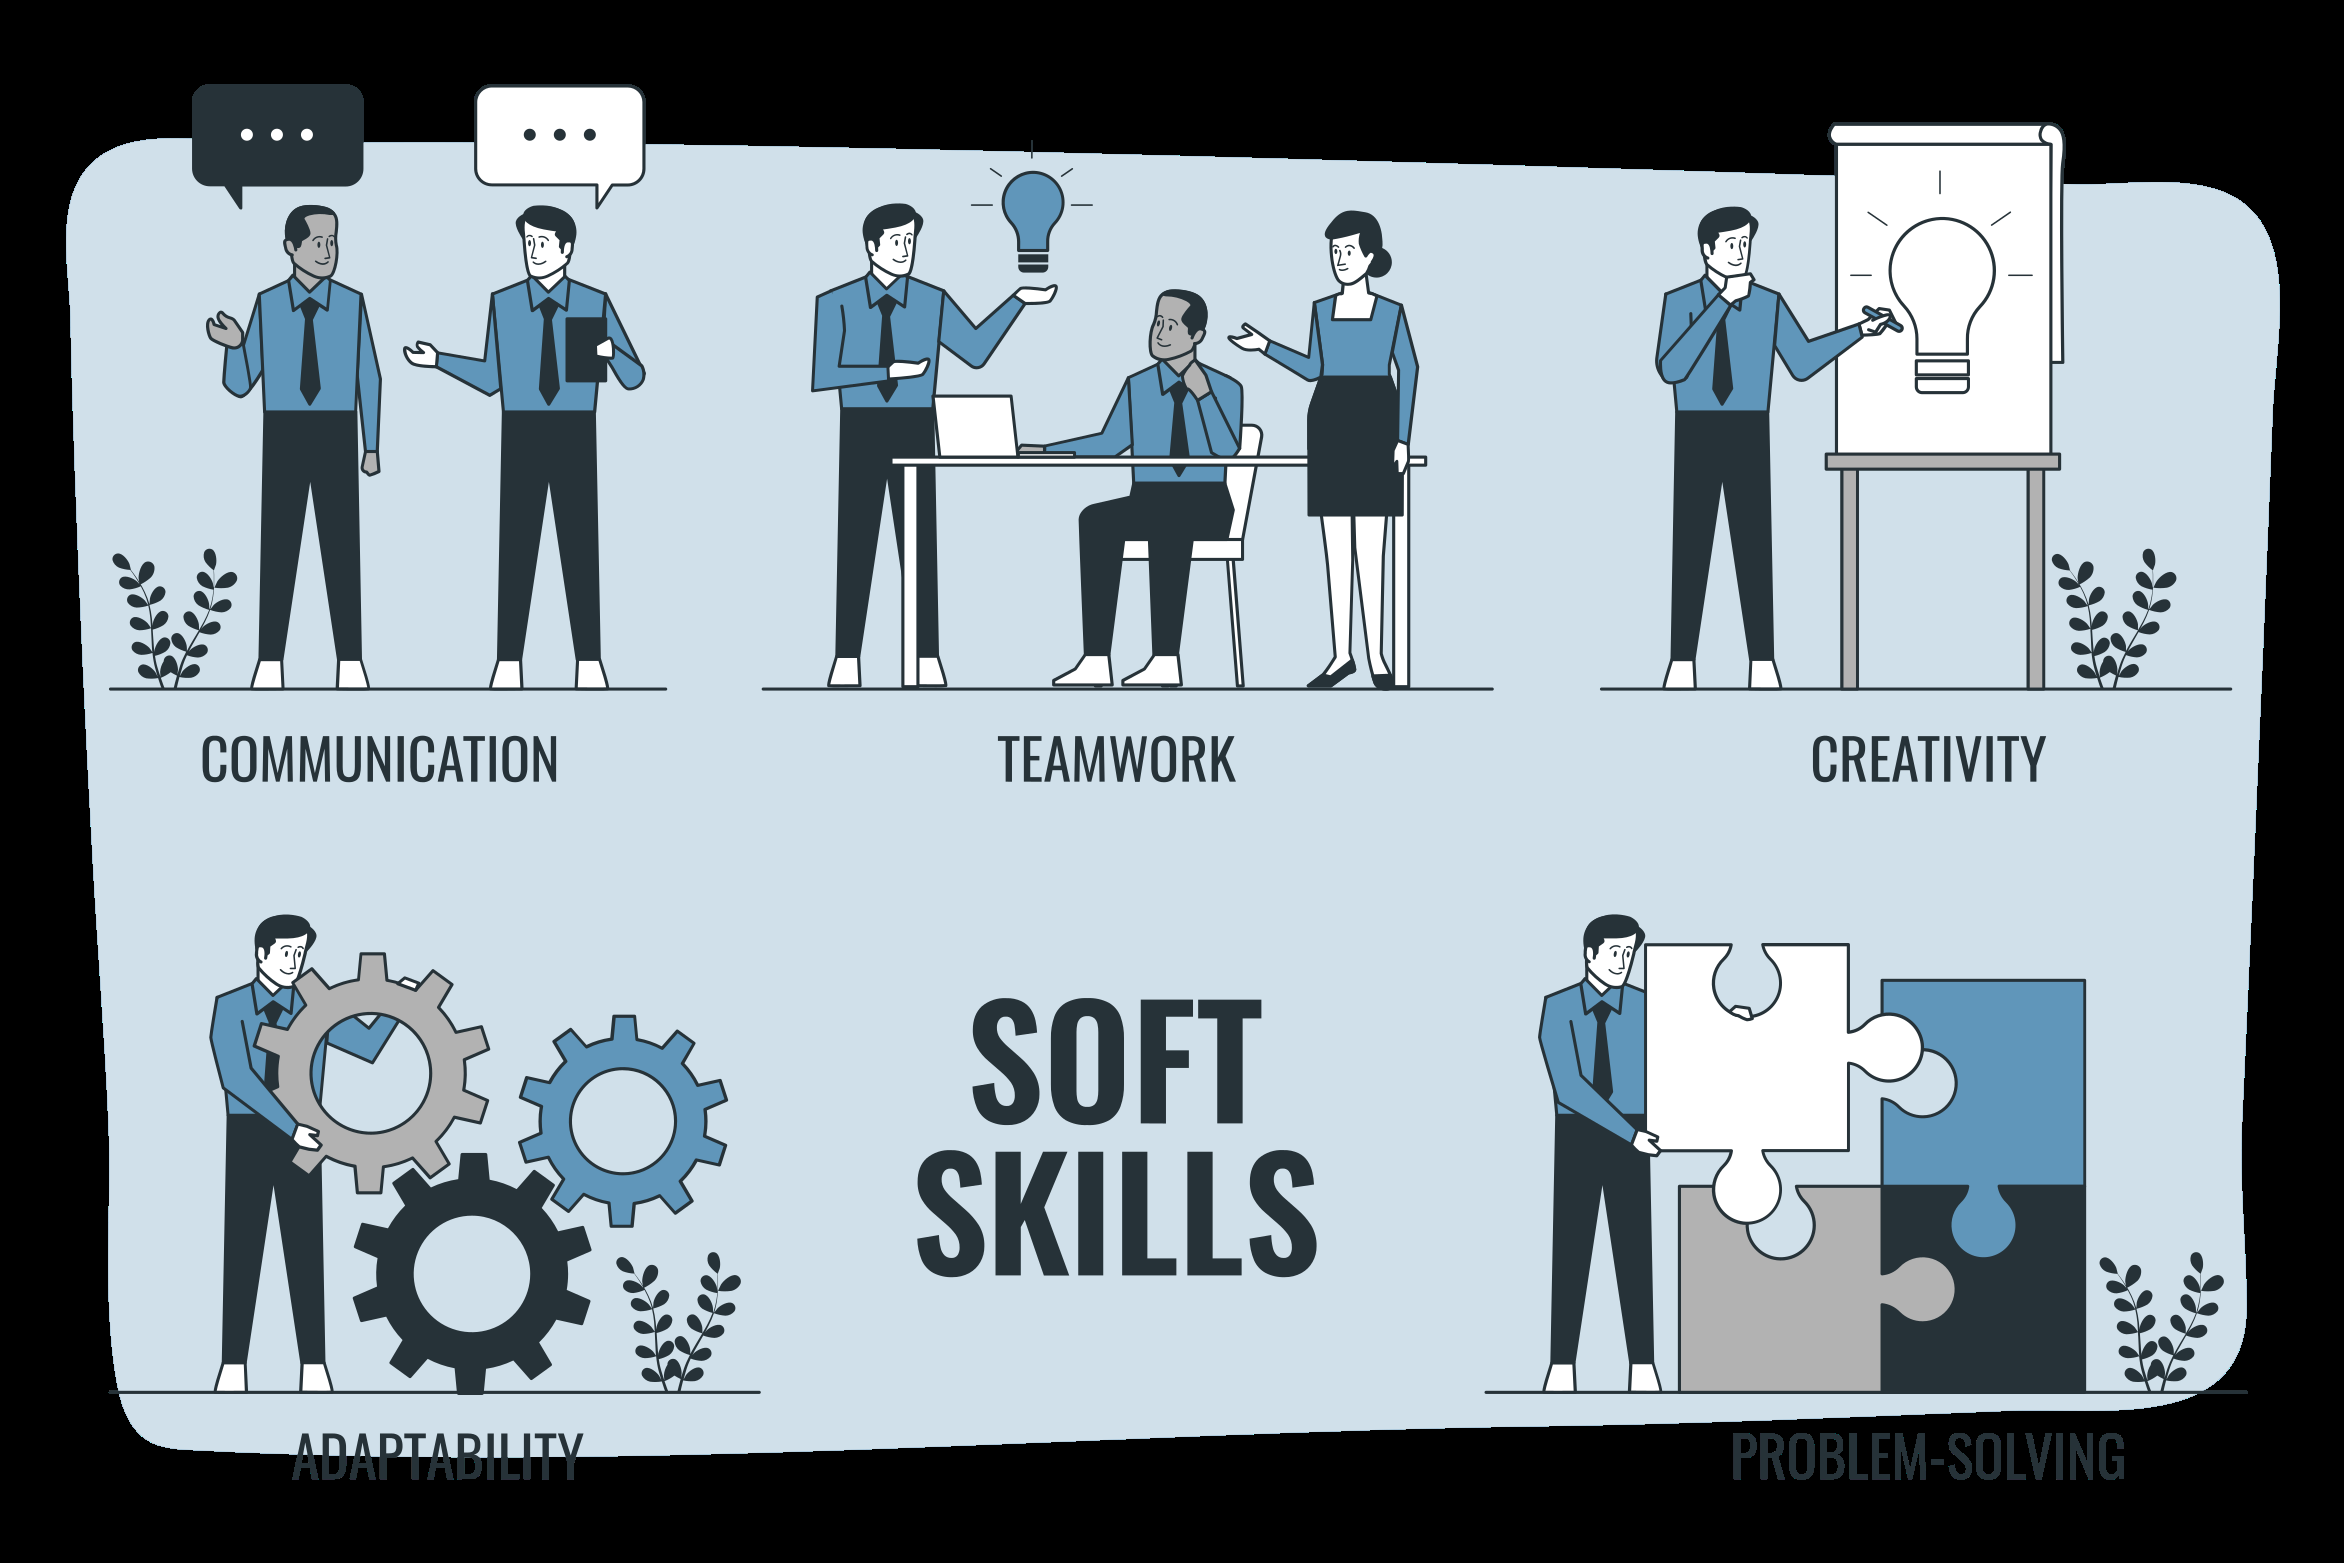 COMMUNICATION
TEAMWORK
CREATIVITY
SOFT
SKILLS
ADAPTABILITY
PROBLEM-SOLVING